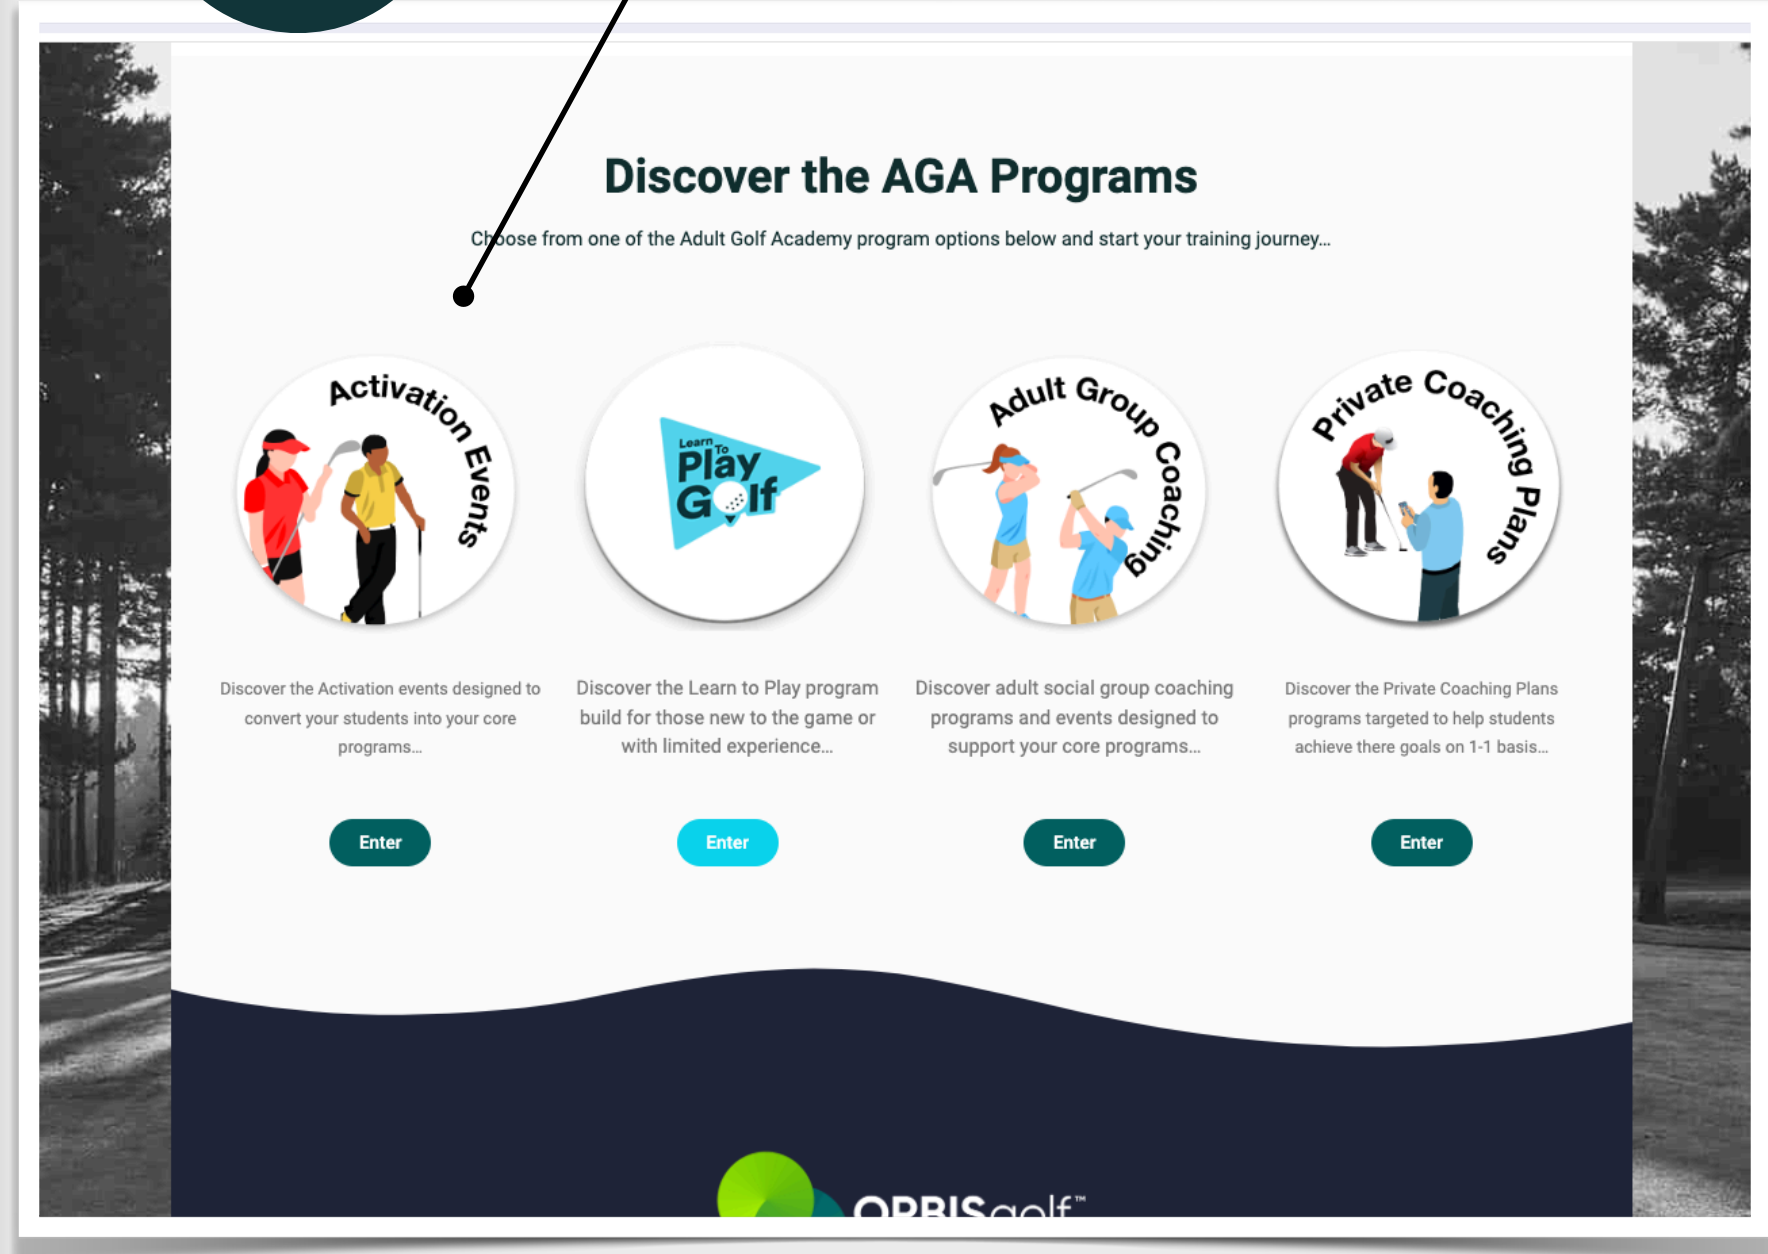 Discover the AGA Programs
Choose from one of the Adult Golf Academy program options below and start your training journey...
Activation Events
Learn
To
Play
Golf
Adult Group Coaching
Private Coaching Plans
Discover the Activation events designed to
convert your students into your core
programs...
Discover the Learn to Play program
build for those new to the game or
with limited experience...
Discover adult social group coaching
programs and events designed to
support your core programs...
Discover the Private Coaching Plans
programs targeted to help students
achieve there goals on 1-1 basis...
Enter
Enter
Enter
Enter
ORBISgolf™